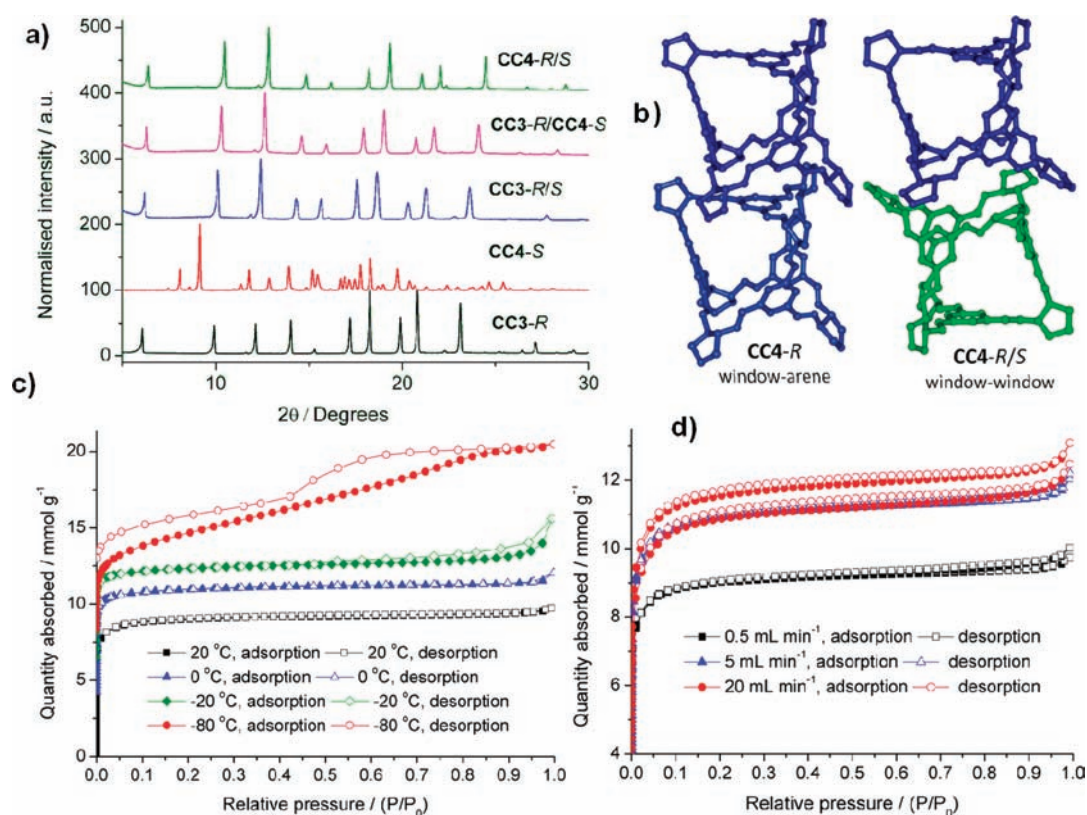 a)
500
400
300
200
100
0
Normalised intensity / a.u.
CC4-R/S
CC3-R/CC4-S
CC3-R/S
CC4-S
CC3-R
10
20
30
2θ / Degrees
b)
CC4-R
window-arene
CC4-R/S
window-window
c)
20
15
10
5
0
Quantity absorbed / mmol g⁻¹
20 °C, adsorption 20 °C, desorption
0 °C, adsorption 0 °C, desorption
-20 °C, adsorption -20 °C, desorption
-80 °C, adsorption -80 °C, desorption
0.0 0.1 0.2 0.3 0.4 0.5 0.6 0.7 0.8 0.9 1.0
Relative pressure / (P/P₀)
d)
12
10
8
6
4
Quantity absorbed / mmol g⁻¹
0.5 mL min⁻¹, adsorption desorption
5 mL min⁻¹, adsorption desorption
20 mL min⁻¹, adsorption desorption
0.0 0.1 0.2 0.3 0.4 0.5 0.6 0.7 0.8 0.9 1.0
Relative pressure / (P/P₀)